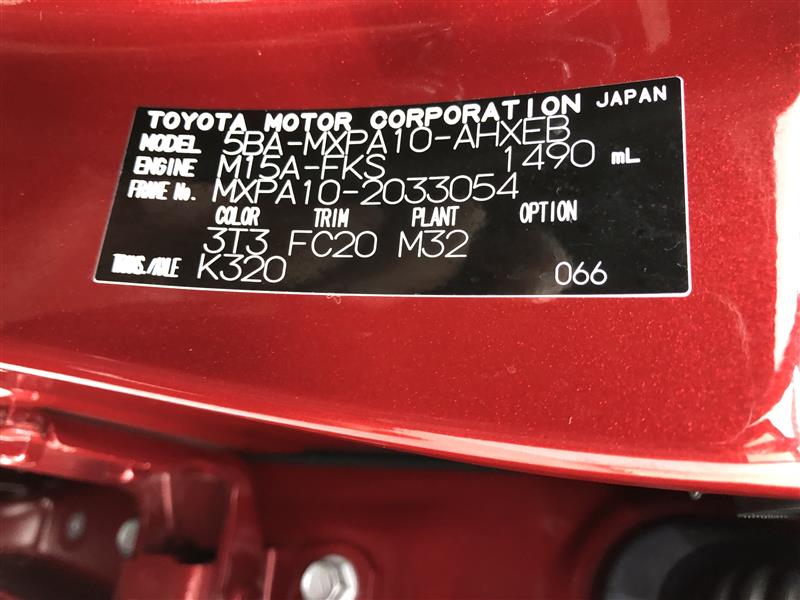 TOYOTA MOTOR CORPORATION JAPAN
MODEL 5BA-MXPA10-AHXEB
ENGINE M15A-FKS 1490 mL
FRAME No. MXPA10-2033054
COLOR TRIM PLANT OPTION
3T3 FC20 M32
TRANS./AXLE K320 066